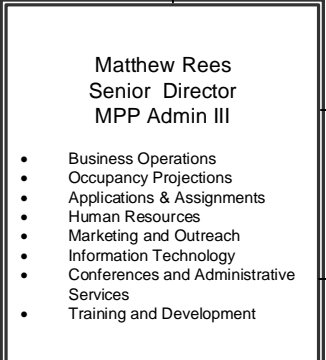 Matthew Rees
Senior Director
MPP Admin III
• Business Operations
• Occupancy Projections
• Applications & Assignments
• Human Resources
• Marketing and Outreach
• Information Technology
• Conferences and Administrative
Services
• Training and Development